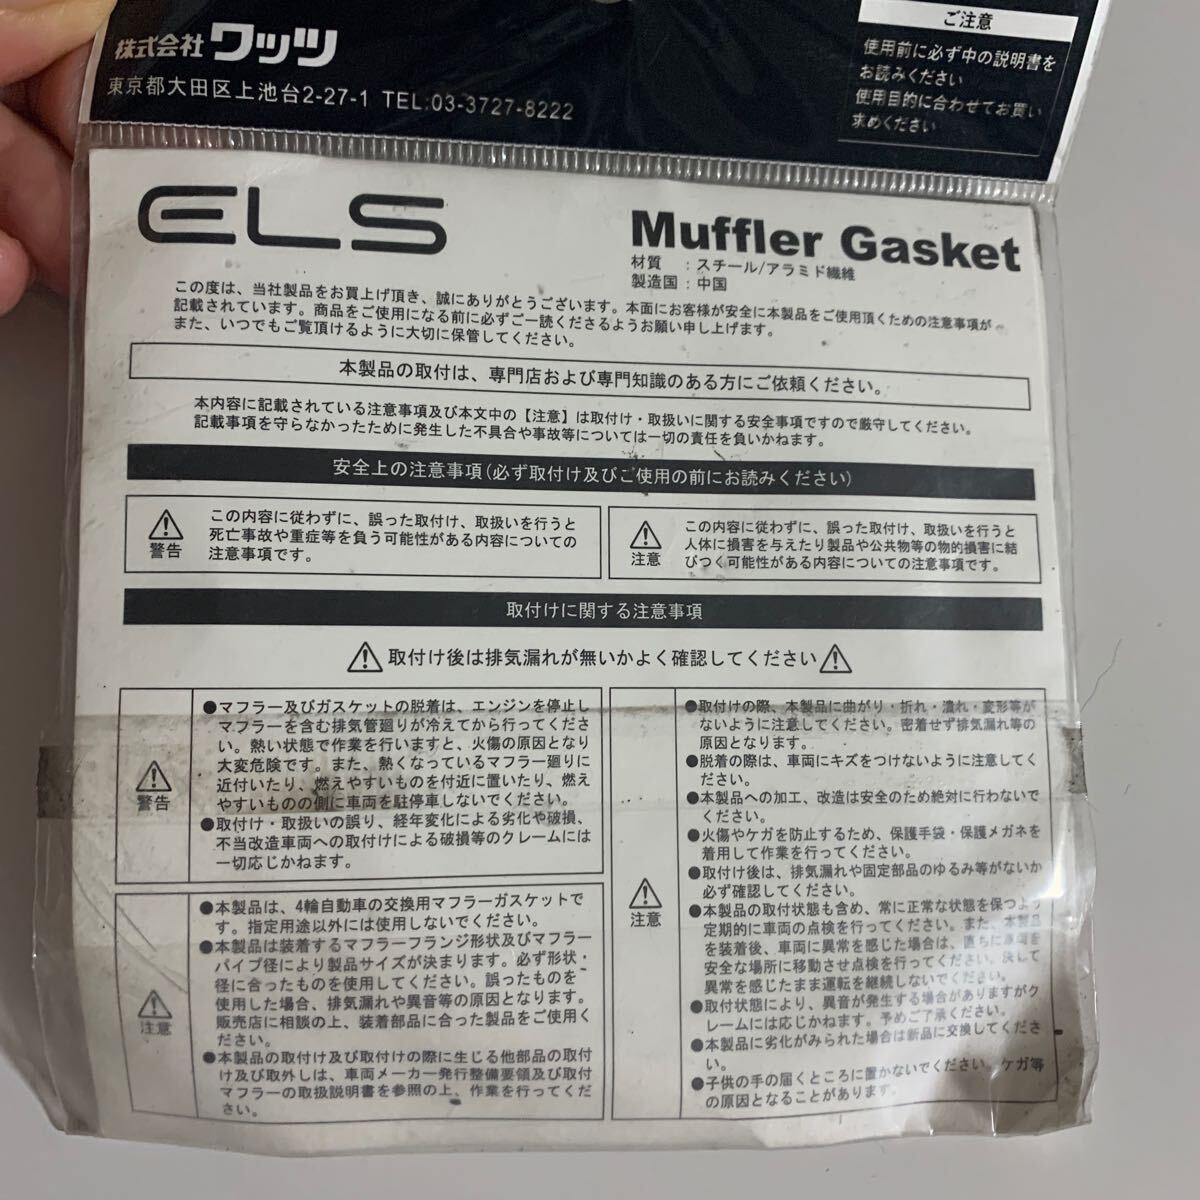 株式会社 ワッツ
東京都大田区上池台2-27-1 TEL:03-3727-8222
ご注意
使用前に必ず中の説明書を
お読みください
使用目的に合わせてお買い
求めください
ELS
Muffler Gasket
材質 ：スチール/アラミド繊維
製造国：中国
この度は、当社製品をお買上げ頂き、誠にありがとうございます。本面にお客様が安全に本製品をご使用頂くための注意事項が
記載されています。商品をご使用になる前に必ずご一読くださるようお願い申し上げます。
また、いつでもご覧頂けるように大切に保管してください。
本製品の取付は、専門店および専門知識のある方にご依頼ください。
本内容に記載されている注意事項及び本文中の【注意】は取付け・取扱いに関する安全事項ですので厳守してください。
記載事項を守らなかったために発生した不具合や事故等については一切の責任を負いかねます。
安全上の注意事項(必ず取付け及びご使用の前にお読みください)
警告
この内容に従わずに、誤った取付け、取扱いを行うと
死亡事故や重症等を負う可能性がある内容についての
注意事項です。
注意
この内容に従わずに、誤った取付け、取扱いを行うと
人体に損害を与えたり製品や公共物等の物的損害に結
びつく可能性がある内容についての注意事項です。
取付けに関する注意事項
取付け後は排気漏れが無いかよく確認してください
警告
●マフラー及びガスケットの脱着は、エンジンを停止し
マフラーを含む排気管廻りが冷えてから行ってくださ
い。熱い状態で作業を行いますと、火傷の原因となり
大変危険です。また、熱くなっているマフラー廻りに
近付いたり、燃えやすいものを付近に置いたり、燃え
やすいものの側に車両を駐停車しないでください。
●取付け・取扱いの誤り、経年変化による劣化や破損、
不当改造車両への取付けによる破損等のクレームには
一切応じかねます。
注意
●本製品は、4輪自動車の交換用マフラーガスケットで
す。指定用途以外には使用しないでください。
●本製品は装着するマフラーフランジ形状及びマフラー
パイプ径により製品サイズが決まります。必ず形状・
径に合ったものを使用してください。誤ったものを
使用した場合、排気漏れや異音等の原因となります。
販売店に相談の上、装着部品に合った製品をご使用く
ださい。
●本製品の取付け及び取付けの際に生じる他部品の取付
け及び取外しは、車両メーカー発行整備要領及び取付
マフラーの取扱説明書を参照の上、作業を行ってくだ
さい。
注意
●取付けの際、本製品に曲がり・折れ・潰れ・変形等が
ないように注意してください。密着せず排気漏れ等の
原因となります。
●脱着の際は、車両にキズをつけないように注意してく
ださい。
●本製品への加工、改造は安全のため絶対に行わないで
ください。
●火傷やケガを防止するため、保護手袋・保護メガネを
着用して作業を行ってください。
●取付け後は、排気漏れや固定部品のゆるみ等がないか
必ず確認してください。
●本製品の取付状態も含め、常に正常な状態を保つよう
定期的に車両の点検を行ってください。また、本製品
を装着後、車両に異常を感じた場合は、直ちに車両を
安全な場所に移動させ点検を行ってください。決して
異常を感じたまま運転を継続しないでください。
●取付状態により、異音が発生する場合がありますがク
レームには応じかねます。予めご了承ください。
●本製品に劣化がみられた場合は新品に交換してくださ
い。
●子供の手の届くところに置かないでください。ケガ等
の原因となることがあります。